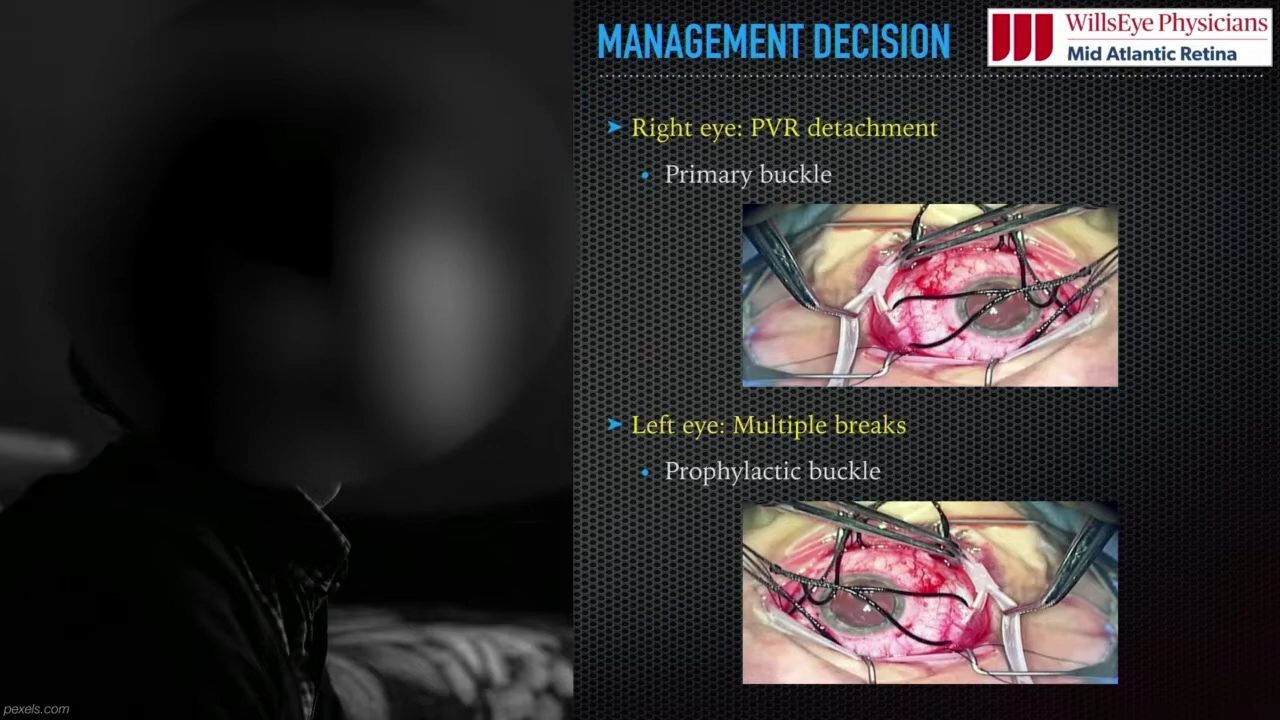 MANAGEMENT DECISION
WillsEye Physicians
Mid Atlantic Retina
Right eye: PVR detachment
Primary buckle
Left eye: Multiple breaks
Prophylactic buckle
pexels.com